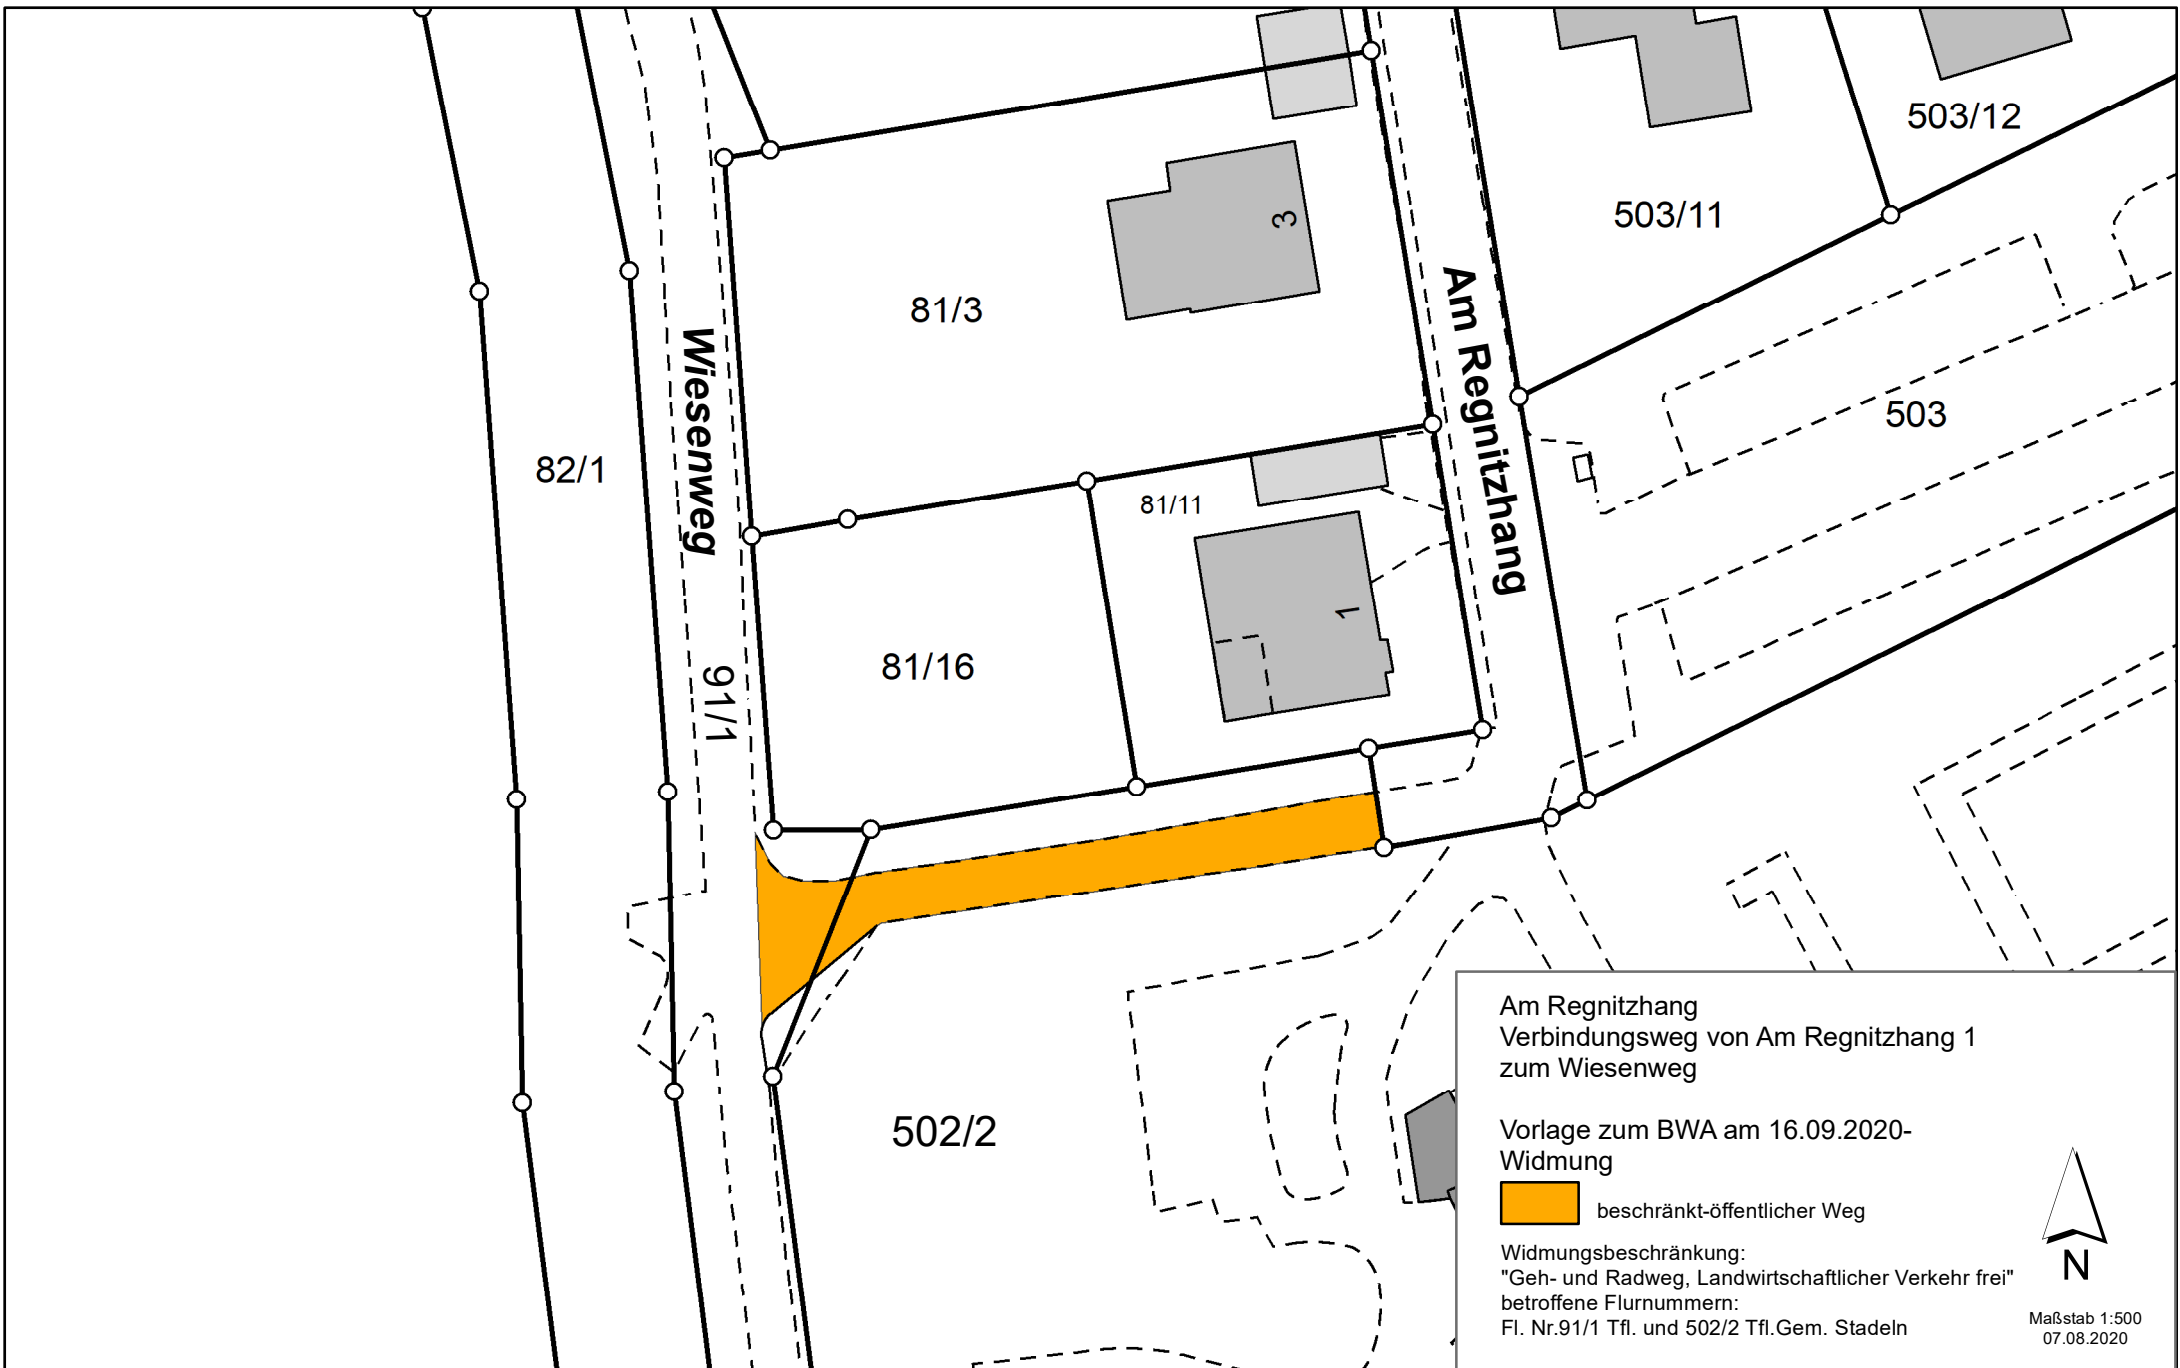 503/12
503/11
3
81/3
Am Regnitzhang
Wiesenweg
503
82/1
81/11
1
81/16
91/1
502/2
Am Regnitzhang
Verbindungsweg von Am Regnitzhang 1
zum Wiesenweg
Vorlage zum BWA am 16.09.2020-
Widmung
beschränkt-öffentlicher Weg
Widmungsbeschränkung:
"Geh- und Radweg, Landwirtschaftlicher Verkehr frei"
betroffene Flurnummern:
Fl. Nr.91/1 Tfl. und 502/2 Tfl.Gem. Stadeln
N
Maßstab 1:500
07.08.2020